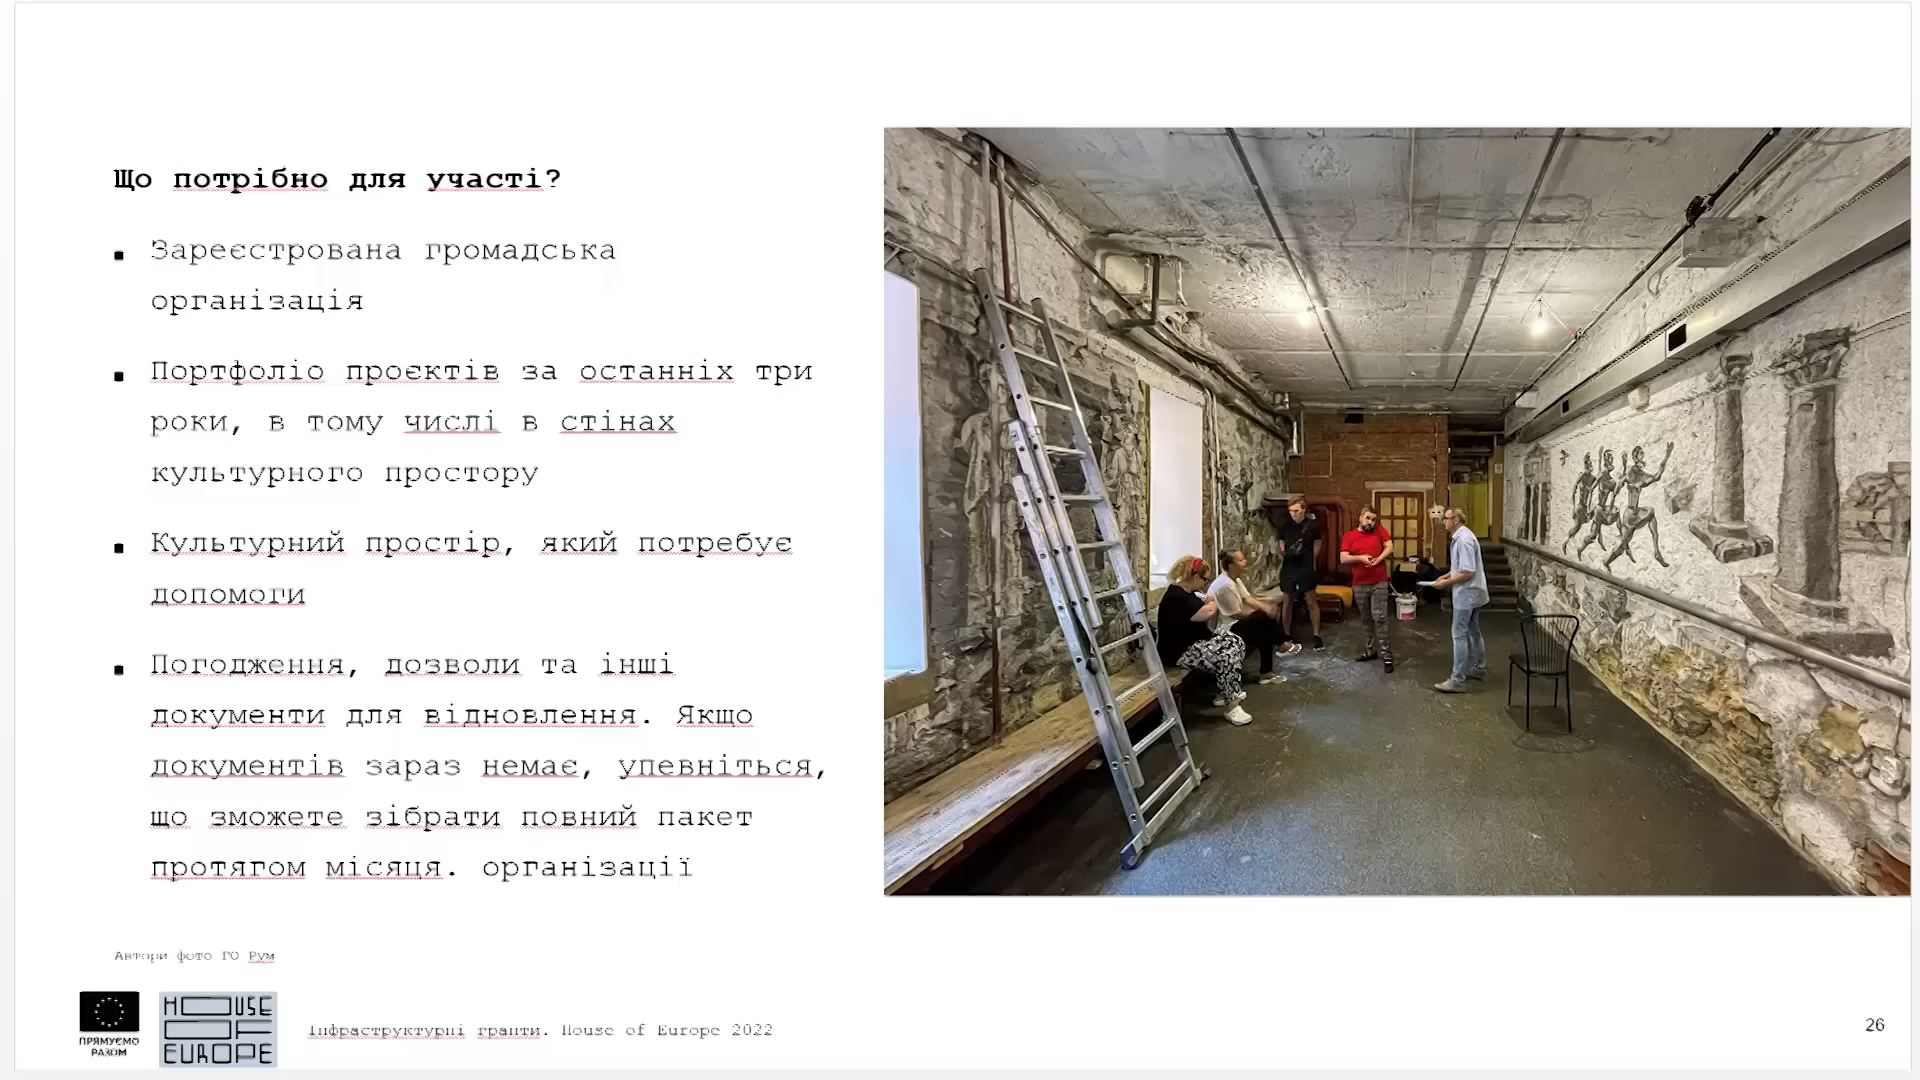 Що потрібно для участі?
Зареєстрована громадська
організація
Портфоліо проєктів за останніх три
роки, в тому числі в стінах
культурного простору
Культурний простір, який потребує
допомоги
Погодження, дозволи та інші
документи для відновлення. Якщо
документів зараз немає, упевніться,
що зможете зібрати повний пакет
протягом місяця. організації
Автори фото ГО Рум
ПРЯМУЄМО
РАЗОМ
HOUSE
OF
EUROPE
Інфраструктурні гранти. House of Europe 2022
26